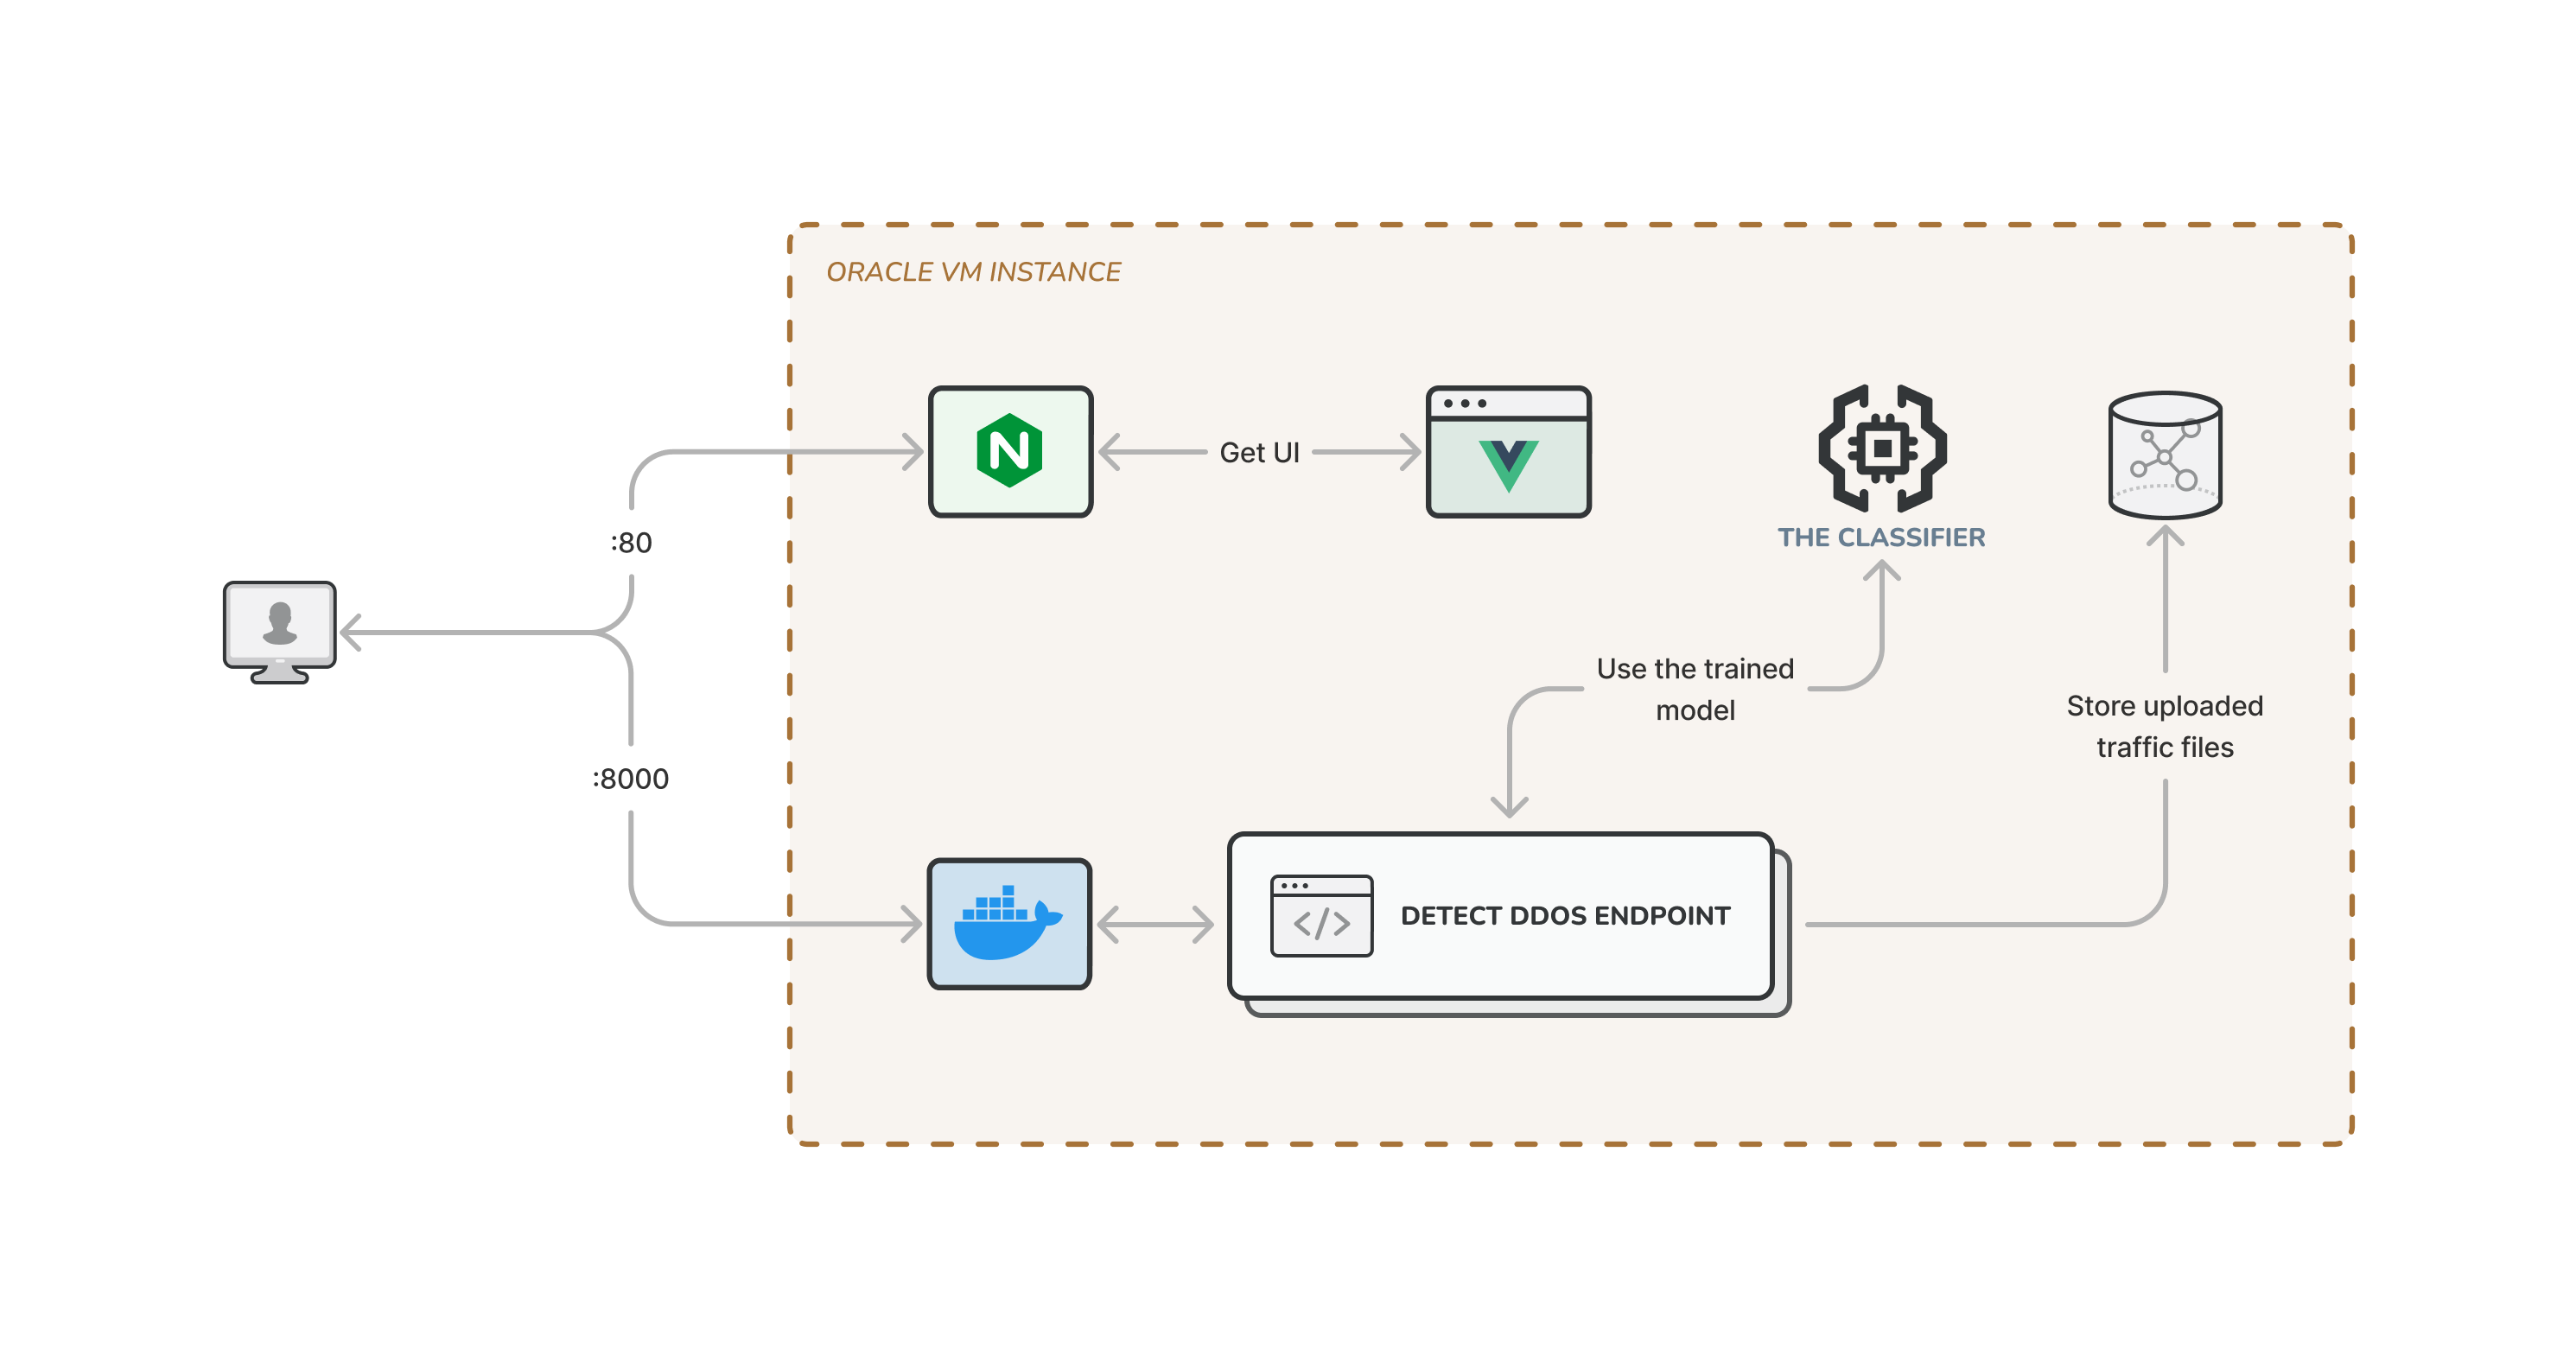 ORACLE VM INSTANCE
Get UI
:80
THE CLASSIFIER
Use the trained
model
Store uploaded
traffic files
:8000
DETECT DDOS ENDPOINT